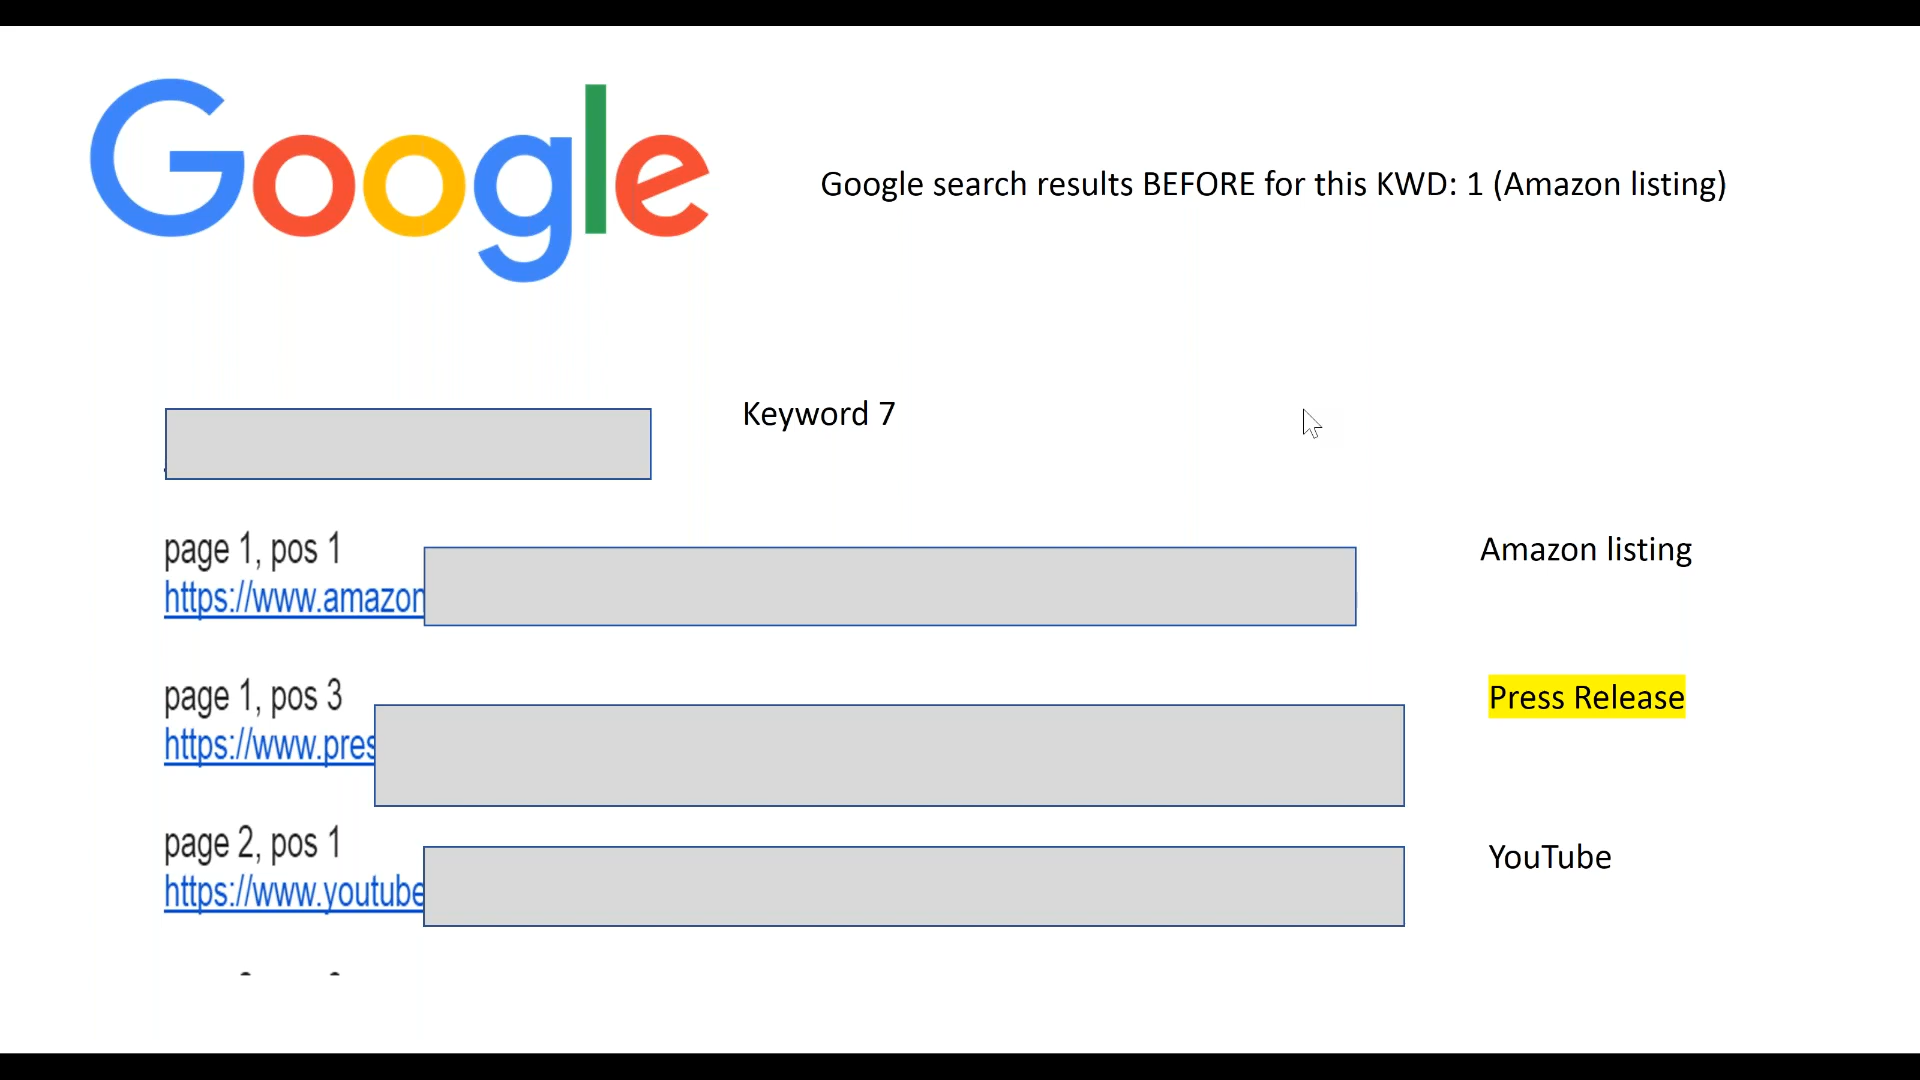 Google
Google search results BEFORE for this KWD: 1 (Amazon listing)
Keyword 7
page 1, pos 1
Amazon listing
https://www.amazon
page 1, pos 3
Press Release
https://www.pres
page 2, pos 1
YouTube
https://www.youtube